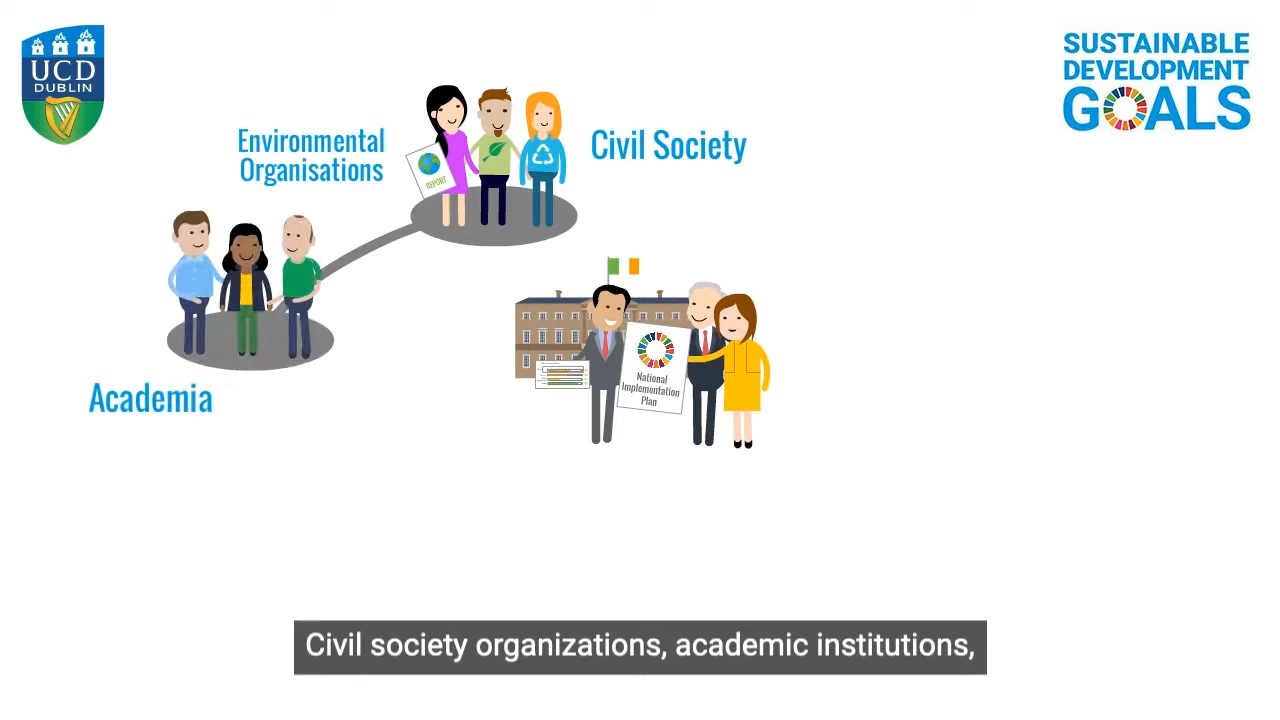 UCD
DUBLIN
SUSTAINABLE
DEVELOPMENT
GOALS
Environmental
Organisations
Civil Society
REPORT
Academia
National
Implementation
Plan
Civil society organizations, academic institutions,